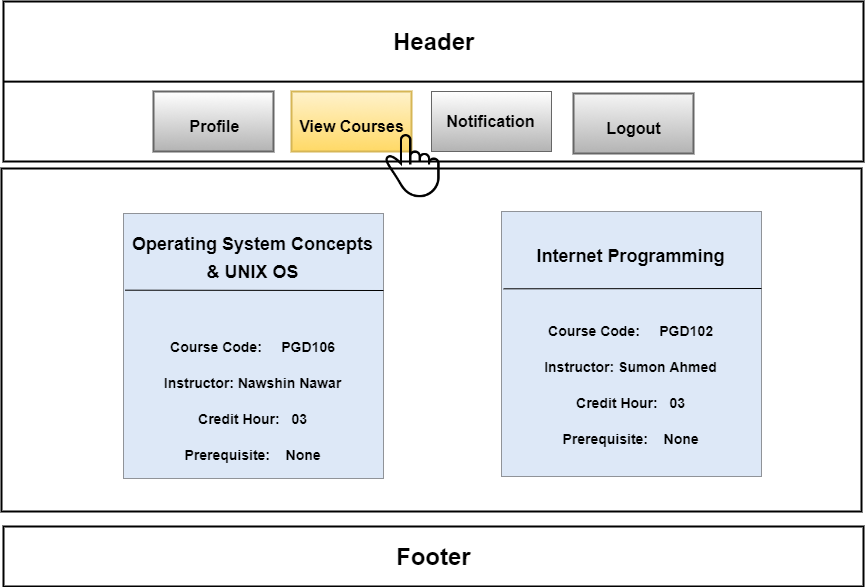 Header
Profile
View Courses
Notification
Logout
Operating System Concepts
& UNIX OS
Course Code: PGD106
Instructor: Nawshin Nawar
Credit Hour: 03
Prerequisite: None
Internet Programming
Course Code: PGD102
Instructor: Sumon Ahmed
Credit Hour: 03
Prerequisite: None
Footer